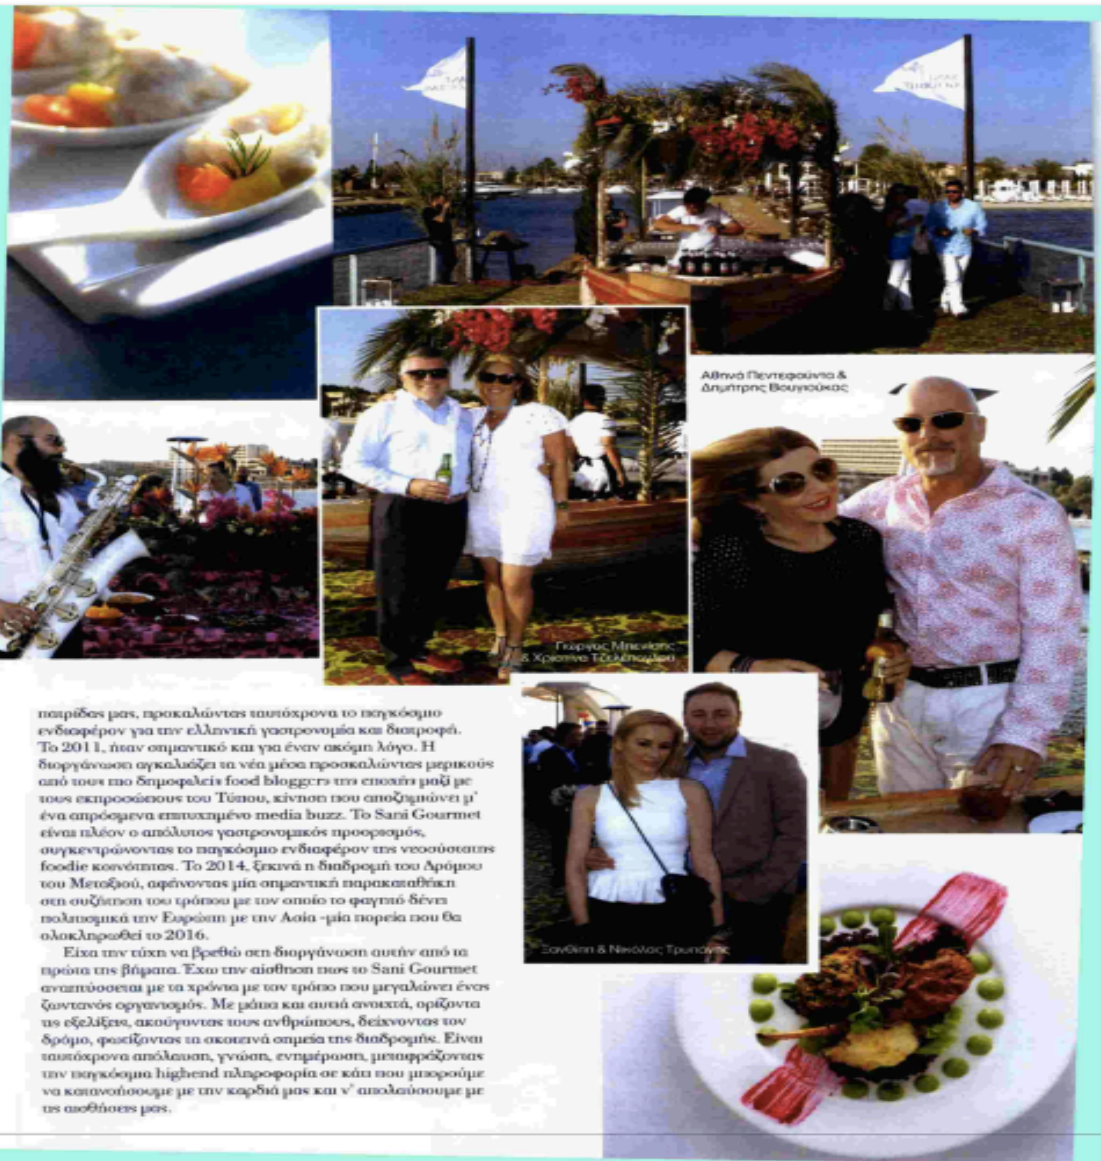 Αθηνά Πεντεφούντα &
Δημήτρης Βουγιούκας
Γιώργος
& Χριστίνα
Ξανθίππη & Νικόλας Τρυπάνης
πατρίδας μας, προκαλώντας ταυτόχρονα το παγκόσμιο
ενδιαφέρον για την ελληνική γαστρονομία και διατροφή.
Το 2011, ήταν σημαντικό και για έναν ακόμη λόγο. Η
διοργάνωση αγκαλιάζει τα νέα μέσα προσκαλώντας μερικούς
από τους πιο δημοφιλείς food bloggers της εποχής μαζί με
τους εκπροσώπους του Τύπου, κίνηση που αποζημιώνει μ'
ένα απρόσμενα επιτυχημένο media buzz. Το Sani Gourmet
είναι πλέον ο απόλυτος γαστρονομικός προορισμός,
συγκεντρώνοντας το παγκόσμιο ενδιαφέρον της νεοσύστατης
foodie κοινότητας. Το 2014, ξεκινά η διαδρομή του Δρόμου
του Μεταξιού, αφήνοντας μία σημαντική παρακαταθήκη
στη συζήτηση του τρόπου με τον οποίο το φαγητό δένει
πολιτισμικά την Ευρώπη με την Ασία -μία πορεία που θα
ολοκληρωθεί το 2016.
Είχα την τύχη να βρεθώ στη διοργάνωση αυτήν από τα
πρώτα της βήματα. Έχω την αίσθηση πως το Sani Gourmet
αναπτύσσεται με τα χρόνια με τον τρόπο που μεγαλώνει ένας
ζωντανός οργανισμός. Με μάτια και αυτιά ανοιχτά, ορίζοντας
τις εξελίξεις, ακούγοντας τους ανθρώπους, δείχνοντας τον
δρόμο, φωτίζοντας τα σκοτεινά σημεία της διαδρομής. Είναι
ταυτόχρονα απόλαυση, γνώση, ενημέρωση, μεταφράζοντας
την παγκόσμια highend πληροφορία σε κάτι που μπορούμε
να κατανοήσουμε με την καρδιά μας και ν' απολαύσουμε με
τις αισθήσεις μας.